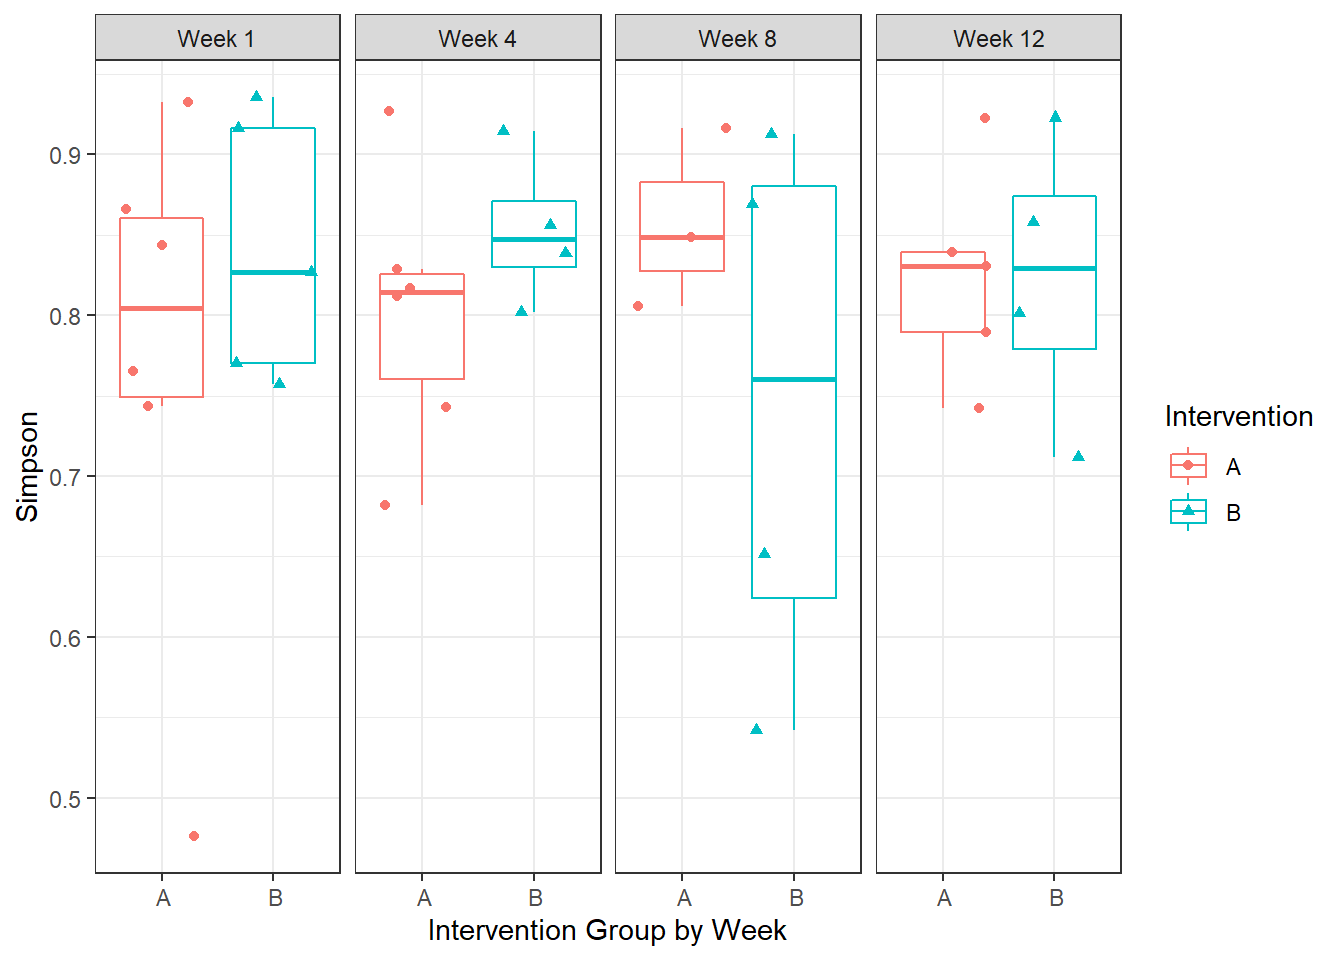 Week 1
Week 4
Week 8
Week 12
0.9
0.8
0.7
0.6
0.5
Simpson
A
B
A
B
A
B
A
B
Intervention Group by Week
Intervention
A
B